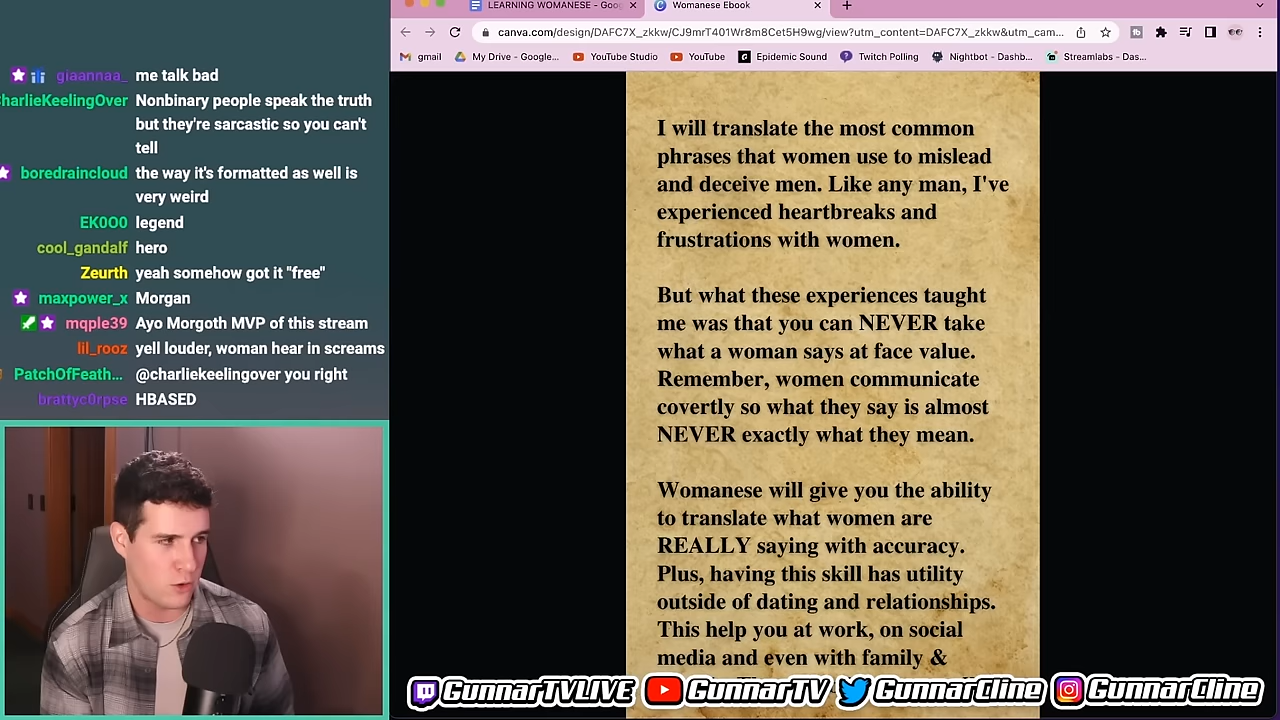 LEARNING WOMANESE - Goog
Womanese Ebook
canva.com/design/DAFC7X_zkkw/CJ9mrT401Wr8m8Cet5H9wg/view?utm_content=DAFC7X_zkkw&utm_cam...
gmail
My Drive - Google...
YouTube Studio
YouTube
Epidemic Sound
Twitch Polling
Nightbot - Dashb...
Streamlabs - Das...
giaannaa_ me talk bad
CharlieKeelingOver Nonbinary people speak the truth
but they're sarcastic so you can't
tell
boredraincloud the way it's formatted as well is
very weird
EK0O0 legend
cool_gandalf hero
Zeurth yeah somehow got it "free"
maxpower_x Morgan
mqple39 Ayo Morgoth MVP of this stream
lil_rooz yell louder, woman hear in screams
PatchOfFeath... @charliekeelingover you right
brattyc0rpse HBASED
I will translate the most common
phrases that women use to mislead
and deceive men. Like any man, I've
experienced heartbreaks and
frustrations with women.
But what these experiences taught
me was that you can NEVER take
what a woman says at face value.
Remember, women communicate
covertly so what they say is almost
NEVER exactly what they mean.
Womanese will give you the ability
to translate what women are
REALLY saying with accuracy.
Plus, having this skill has utility
outside of dating and relationships.
This help you at work, on social
media and even with family &
GunnarTVLIVE
GunnarTV
GunnarCline
GunnarCline